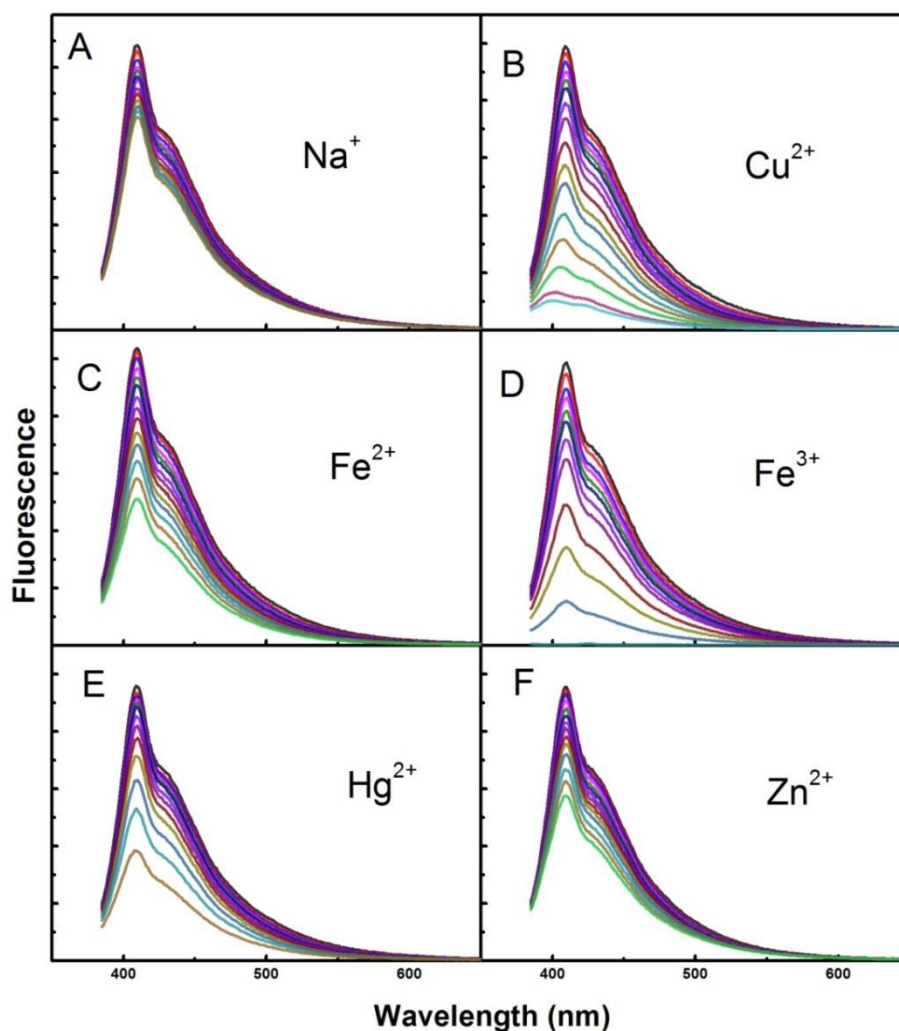 A
Na+
B
Cu2+
C
Fe2+
D
Fe3+
E
Hg2+
F
Zn2+
Fluorescence
400 500 600 400 500 600
Wavelength (nm)